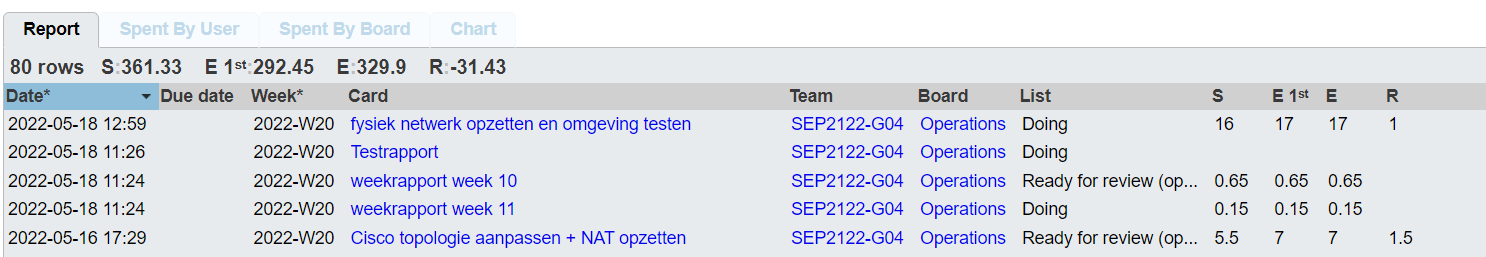 Report Spent By User Spent By Board Chart
80 rows S:361.33 E 1st:292.45 E:329.9 R:-31.43
Date* Due date Week* Card Team Board List S E 1st E R
2022-05-18 12:59 2022-W20 fysiek netwerk opzetten en omgeving testen SEP2122-G04 Operations Doing 16 17 17 1
2022-05-18 11:26 2022-W20 Testrapport SEP2122-G04 Operations Doing
2022-05-18 11:24 2022-W20 weekrapport week 10 SEP2122-G04 Operations Ready for review (op... 0.65 0.65 0.65
2022-05-18 11:24 2022-W20 weekrapport week 11 SEP2122-G04 Operations Doing 0.15 0.15 0.15
2022-05-16 17:29 2022-W20 Cisco topologie aanpassen + NAT opzetten SEP2122-G04 Operations Ready for review (op... 5.5 7 7 1.5